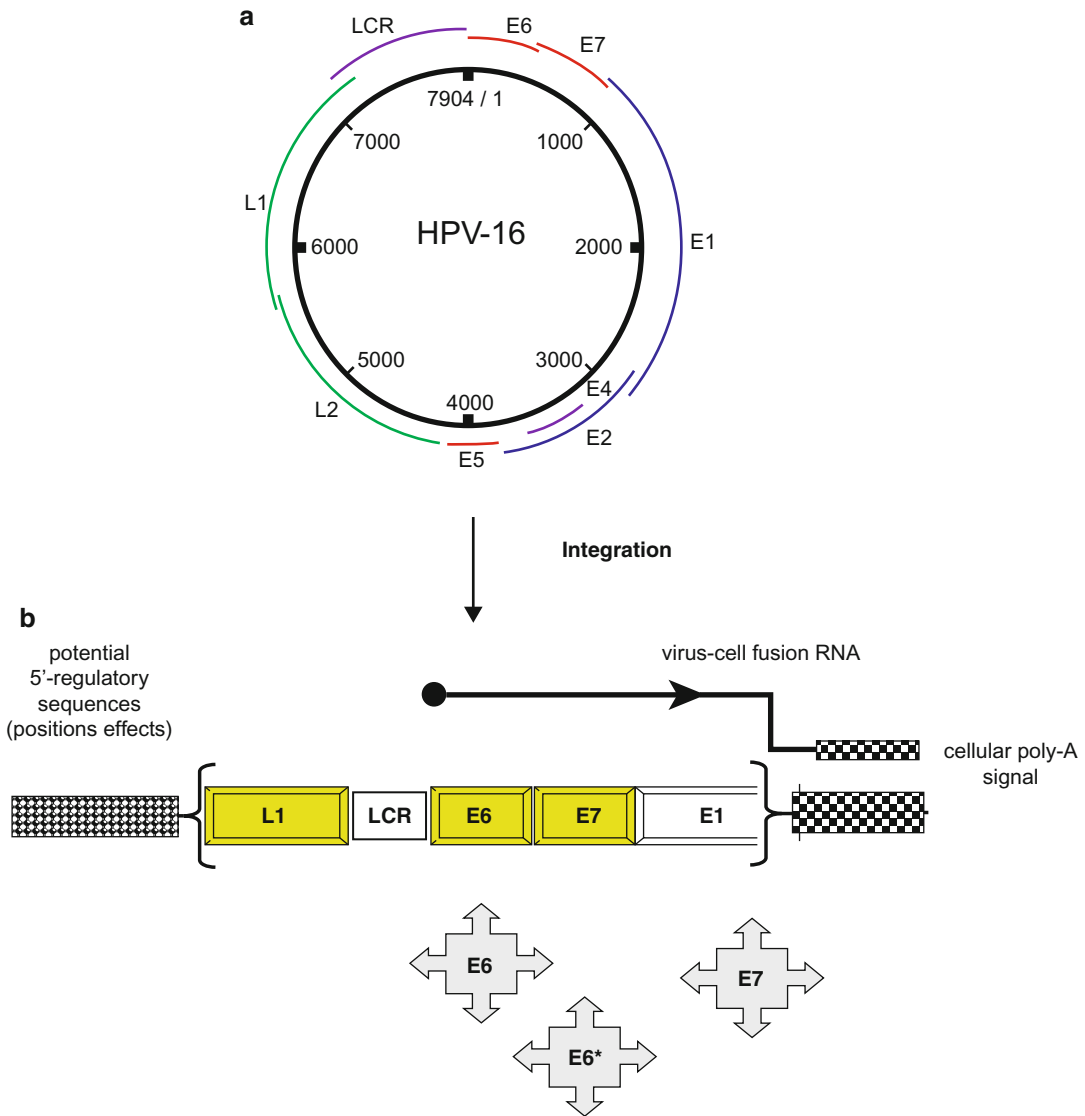 a
LCR
E6
E7
7904 / 1
7000
1000
L1
HPV-16
6000
2000
E1
5000
3000
4000
E4
L2
E2
E5
Integration
b
potential
5'-regulatory
sequences
(positions effects)
virus-cell fusion RNA
cellular poly-A
signal
L1
LCR
E6
E7
E1
E6
E7
E6*